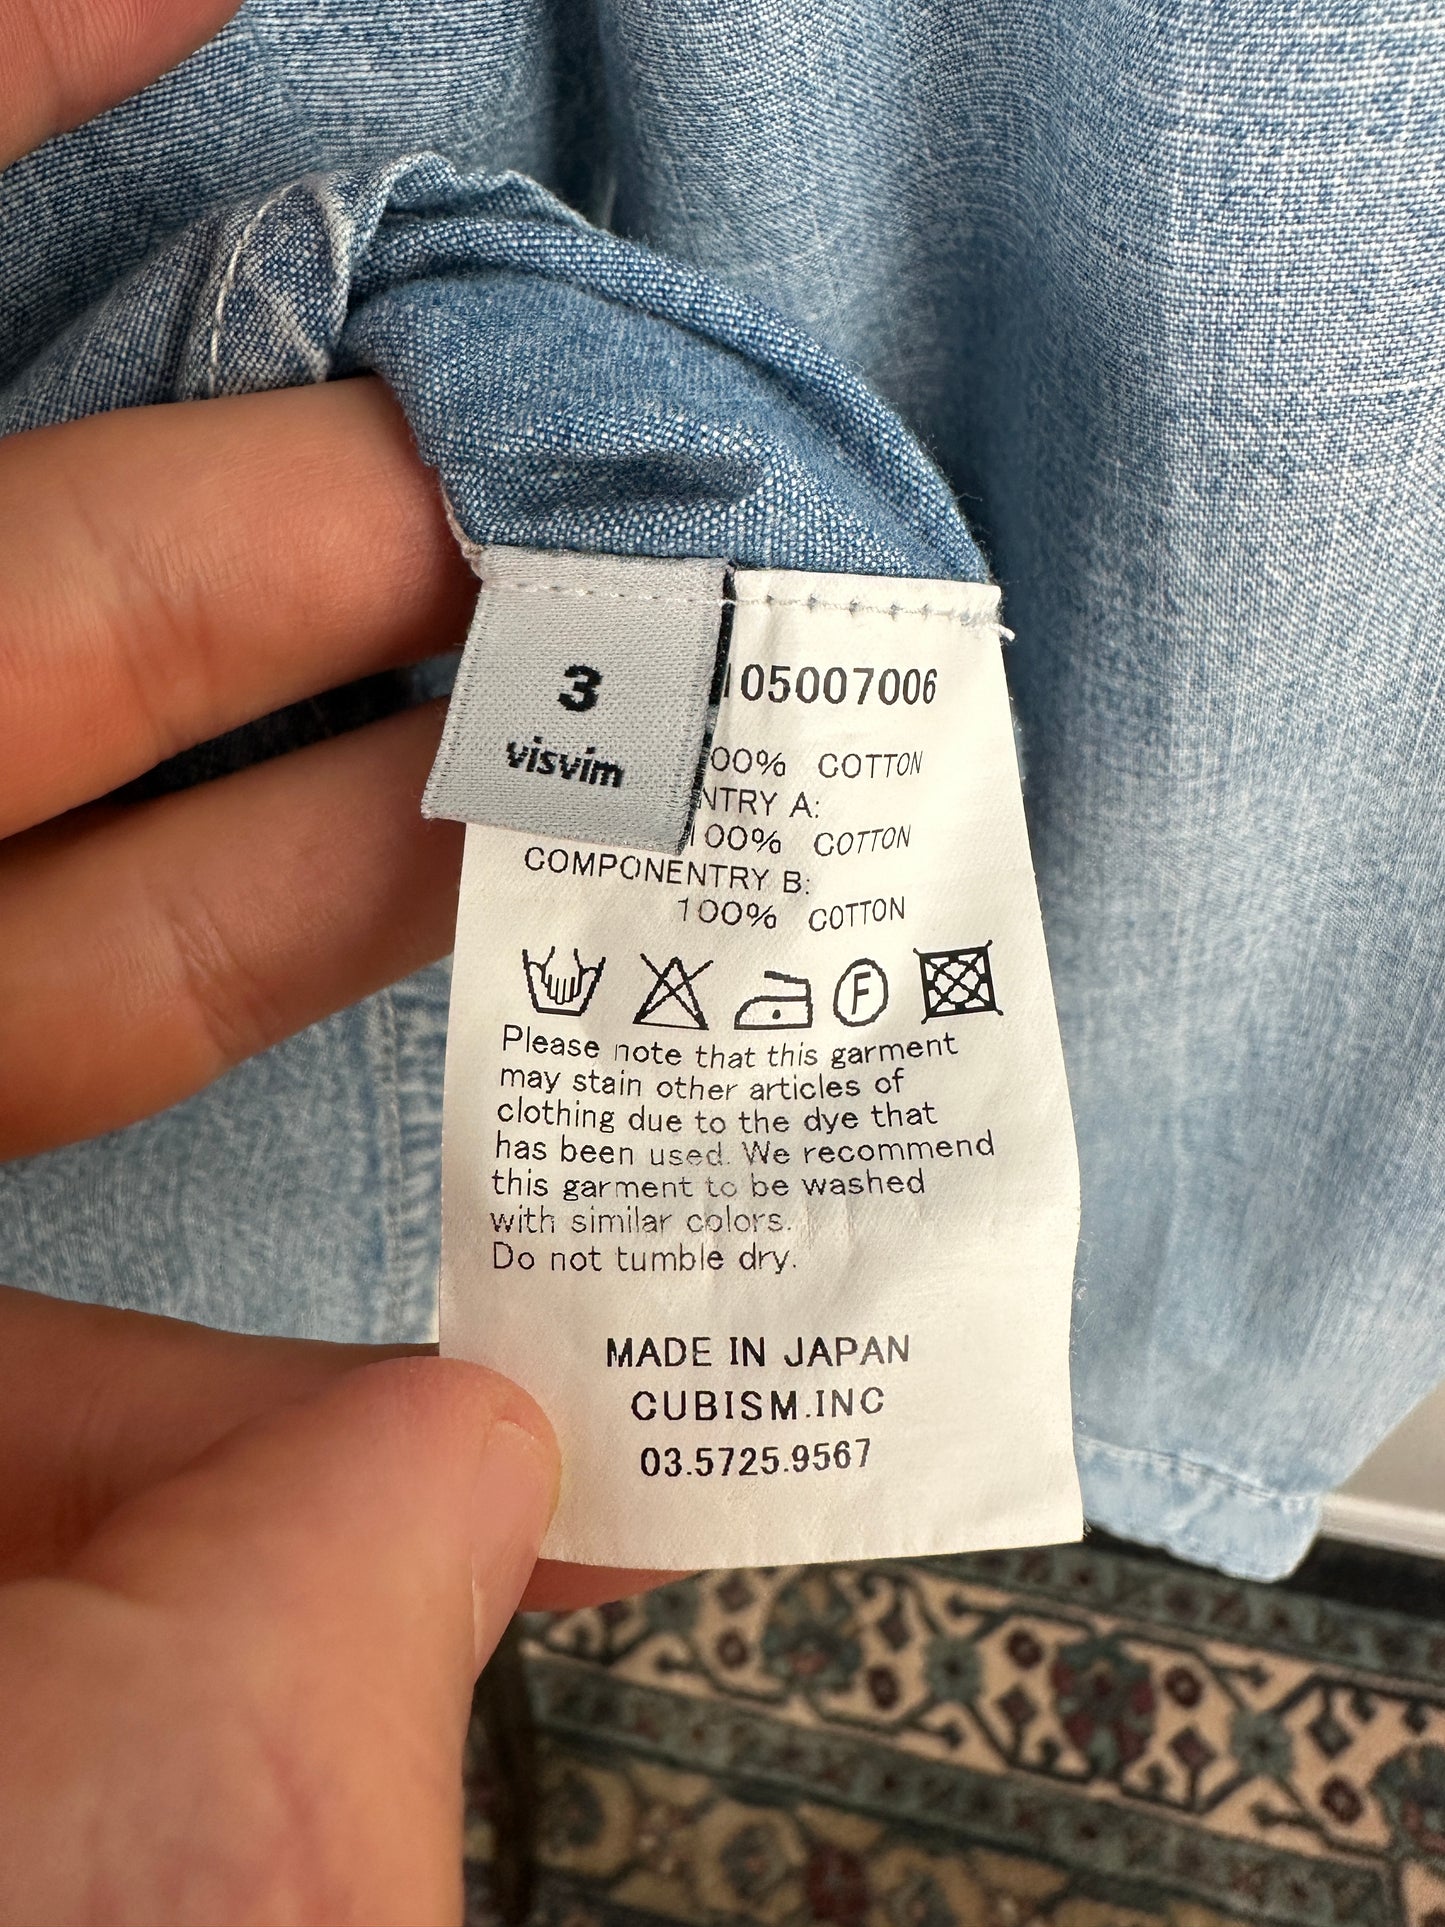 3
visvim
105007006
00% COTTON
NTRY A:
100% COTTON
COMPONENTRY B:
100% COTTON
F
Please note that this garment
may stain other articles of
clothing due to the dye that
has been used. We recommend
this garment to be washed
with similar colors.
Do not tumble dry.
MADE IN JAPAN
CUBISM.INC
03.5725.9567